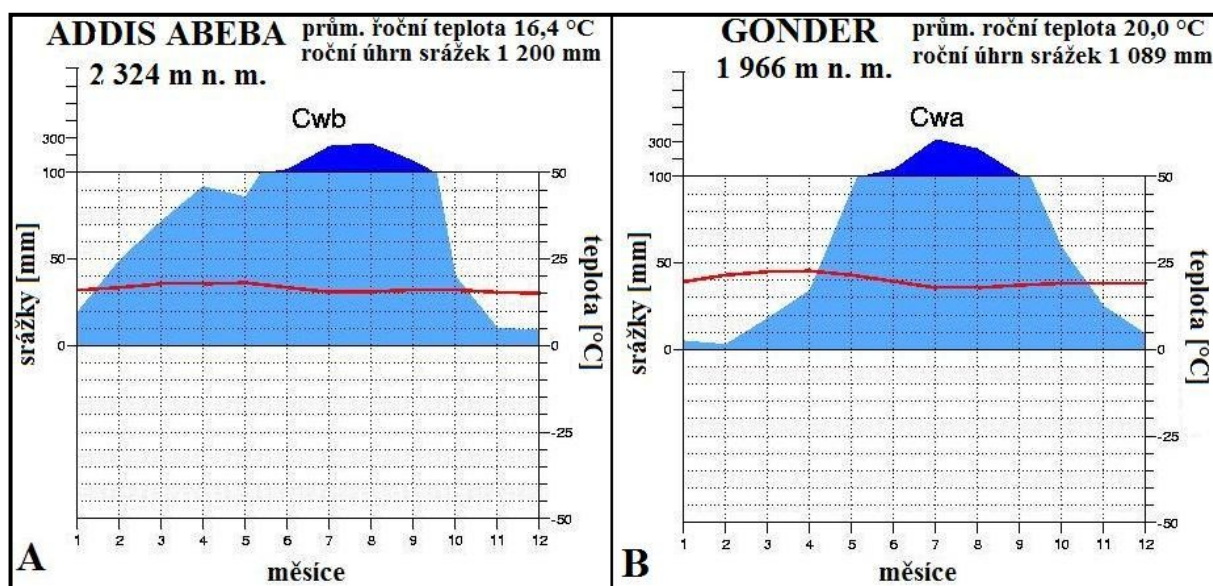 ADDIS ABEBA
prům. řoční teplota 16,4 °C
roční úhrn srážek 1 200 mm
2 324 m n. m.
Cwb
300
100
50
0
50
25
0
-25
-50
srážky [mm]
teplota [°C]
1 2 3 4 5 6 7 8 9 10 11 12
měsíce
A
GONDER
prům. roční teplota 20,0 °C
roční úhrn srážek 1 089 mm
1 966 m n. m.
Cwa
300
100
50
0
50
25
0
-25
-50
srážky [mm]
teplota [°C]
1 2 3 4 5 6 7 8 9 10 11 12
měsíce
B